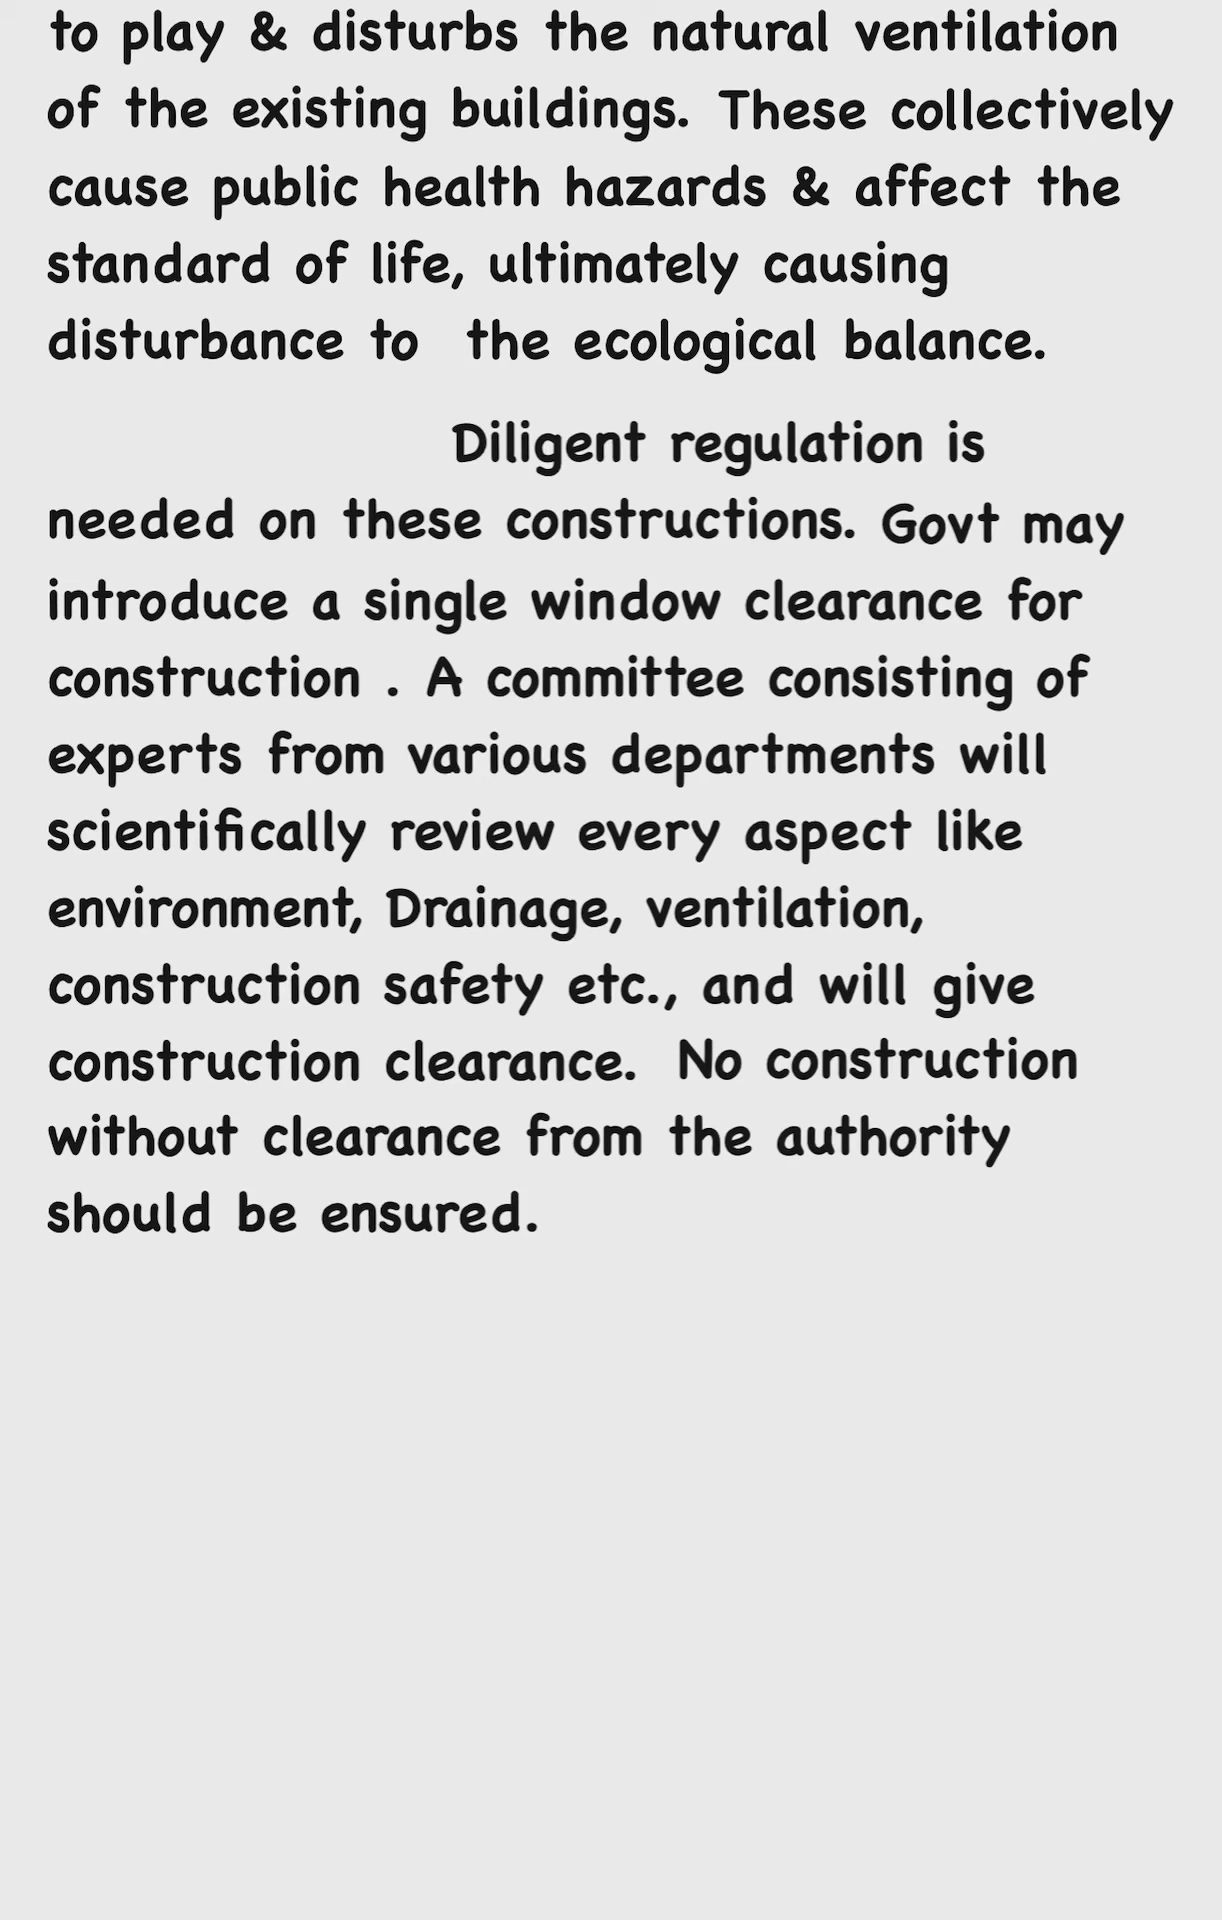 to play & disturbs the natural ventilation
of the existing buildings. These collectively
cause public health hazards & affect the
standard of life, ultimately causing
disturbance to the ecological balance.
Diligent regulation is
needed on these constructions. Govt may
introduce a single window clearance for
construction . A committee consisting of
experts from various departments will
scientifically review every aspect like
environment, Drainage, ventilation,
construction safety etc., and will give
construction clearance. No construction
without clearance from the authority
should be ensured.